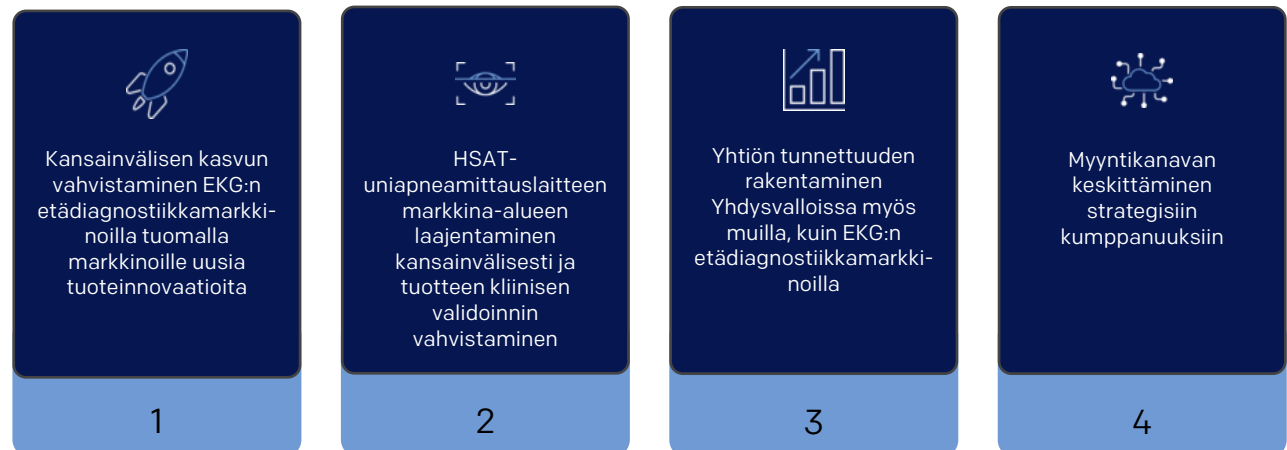 Kansainvälisen kasvun
vahvistaminen EKG:n
etädiagnostiikkamarkki-
noilla tuomalla
markkinoille uusia
tuoteinnovaatioita
1
HSAT-
uniapneamittauslaitteen
markkina-alueen
laajentaminen
kansainvälisesti ja
tuotteen kliinisen
validoinnin
vahvistaminen
2
Yhtiön tunnettuuden
rakentaminen
Yhdysvalloissa myös
muilla, kuin EKG:n
etädiagnostiikkamarkki-
noilla
3
Myyntikanavan
keskittäminen
strategisiin
kumppanuuksiin
4